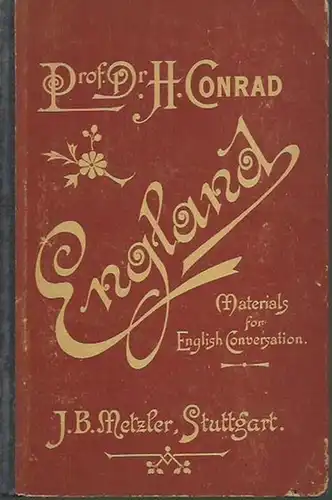 Prof. Dr. H. Conrad
England
Materials
for
English Conversation.
J. B. Metzler, Stuttgart.